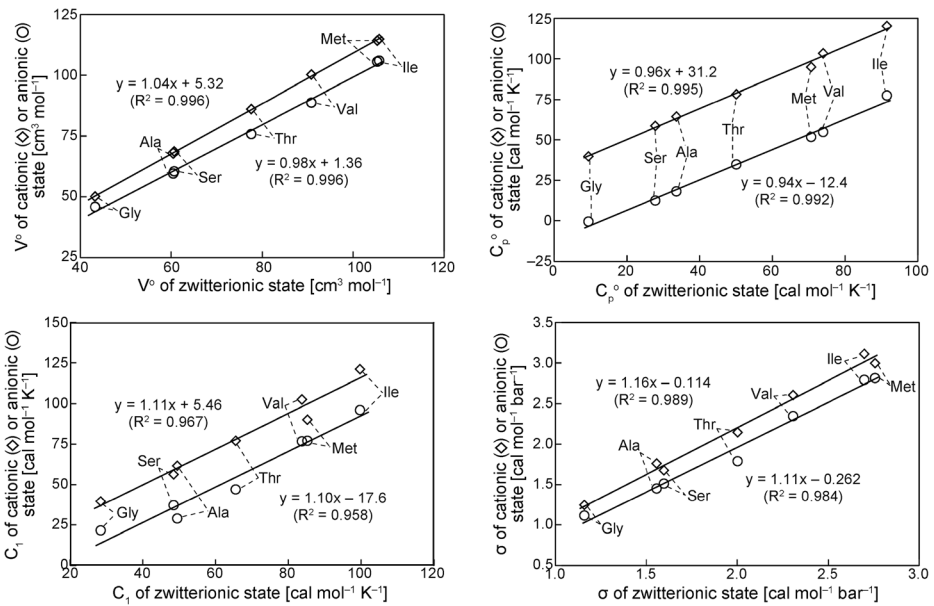 V° of cationic (◇) or anionic (O)
state [cm³ mol⁻¹]
125
100
75
50
25
40
60
80
100
120
V° of zwitterionic state [cm³ mol⁻¹]
y = 1.04x + 5.32
(R² = 0.996)
y = 0.98x + 1.36
(R² = 0.996)
Met
Ile
Val
Thr
Ala
Ser
Gly
Cₚ° of cationic (◇) or anionic (O)
state [cal mol⁻¹ K⁻¹]
125
100
75
50
25
0
−25
0
20
40
60
80
100
Cₚ° of zwitterionic state [cal mol⁻¹ K⁻¹]
y = 0.96x + 31.2
(R² = 0.995)
y = 0.94x − 12.4
(R² = 0.992)
Ile
Met
Val
Thr
Ser
Ala
Gly
C₁ of cationic (◇) or anionic (O)
state [cal mol⁻¹ K⁻¹]
150
125
100
75
50
25
0
20
40
60
80
100
120
C₁ of zwitterionic state [cal mol⁻¹ K⁻¹]
y = 1.11x + 5.46
(R² = 0.967)
y = 1.10x − 17.6
(R² = 0.958)
Val
Ile
Met
Ser
Thr
Gly
Ala
σ of cationic (◇) or anionic (O)
state [cal mol⁻¹ bar⁻¹]
3.5
3.0
2.5
2.0
1.5
1.0
0.5
1.0
1.5
2.0
2.5
3.0
σ of zwitterionic state [cal mol⁻¹ bar⁻¹]
y = 1.16x − 0.114
(R² = 0.989)
y = 1.11x −0.262
(R² = 0.984)
Ile
Met
Val
Thr
Ala
Ser
Gly